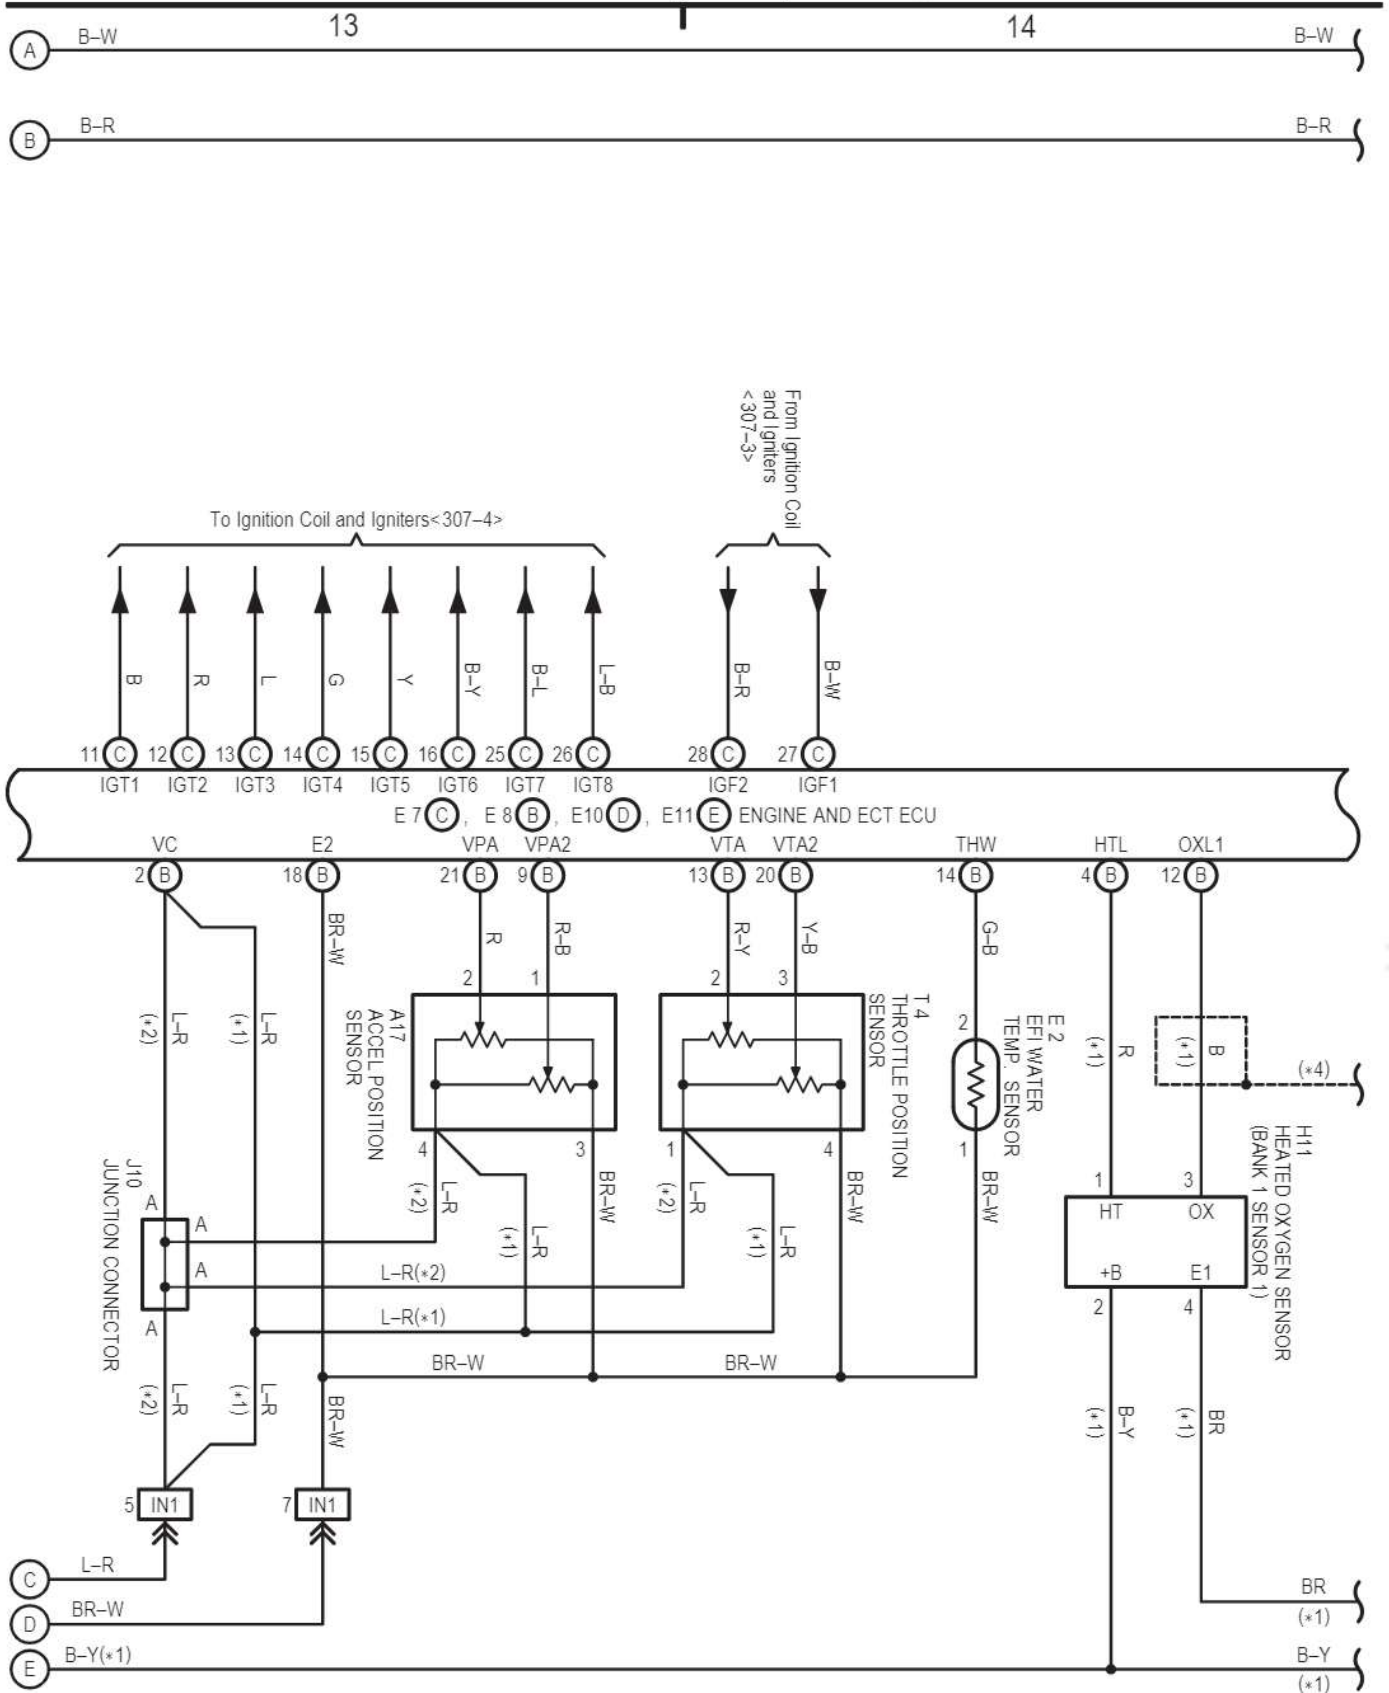 13
14
A
B–W
B–W
B
B–R
B–R
From Ignition Coil
and Igniters
<307–3>
To Ignition Coil and Igniters<307–4>
B
R
L
G
Y
B–Y
B–L
L–B
B–R
B–W
11 C
12 C
13 C
14 C
15 C
16 C
25 C
26 C
28 C
27 C
IGT1
IGT2
IGT3
IGT4
IGT5
IGT6
IGT7
IGT8
IGF2
IGF1
E 7 C , E 8 B , E10 D , E11 E ENGINE AND ECT ECU
VC
E2
VPA
VPA2
VTA
VTA2
THW
HTL
OXL1
2 B
18 B
21 B
9 B
13 B
20 B
14 B
4 B
12 B
BR–W
R
R–B
R–Y
Y–B
G–B
2
1
2
3
L–R
(*2)
L–R
(*1)
A17
ACCEL POSITION
SENSOR
T 4
THROTTLE POSITION
SENSOR
2
E 2
EFI WATER
TEMP. SENSOR
R
(*1)
B
(*1)
(*4)
4
3
1
4
1
J10
JUNCTION CONNECTOR
A
A
A
A
L–R
(*2)
L–R
(*1)
BR–W
L–R
(*2)
L–R
(*1)
BR–W
BR–W
1
3
HT
OX
+B
E1
2
4
H11
HEATED OXYGEN SENSOR
(BANK 1 SENSOR 1)
L–R(*2)
L–R(*1)
BR–W
BR–W
L–R
(*2)
L–R
(*1)
BR–W
B–Y
(*1)
BR
(*1)
5 IN1
7 IN1
C
L–R
D
BR–W
BR
(*1)
E
B–Y(*1)
B–Y
(*1)